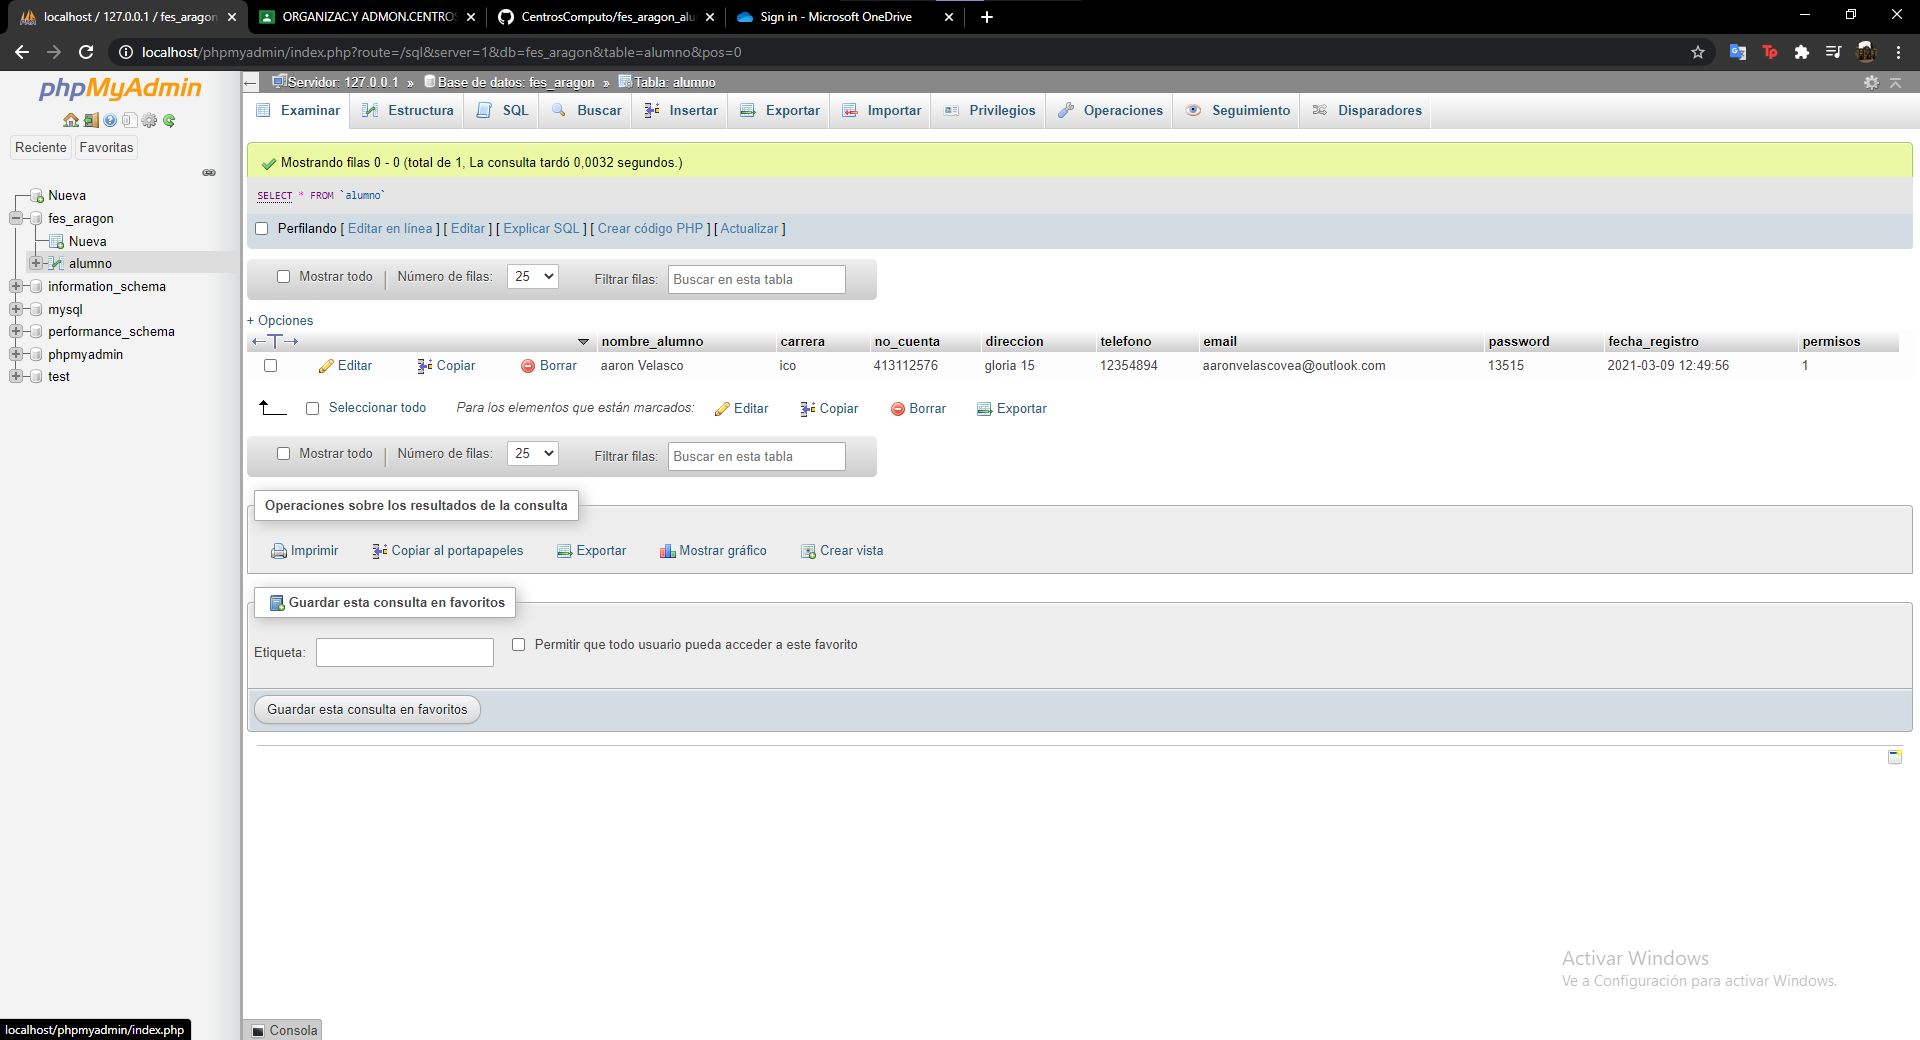 localhost / 127.0.0.1 / fes_aragon
ORGANIZAC.Y ADMON.CENTROS
CentrosComputo/fes_aragon_alu
Sign in - Microsoft OneDrive
localhost/phpmyadmin/index.php?route=/sql&server=1&db=fes_aragon&table=alumno&pos=0
phpMyAdmin
Reciente
Favoritas
Nueva
fes_aragon
Nueva
alumno
information_schema
mysql
performance_schema
phpmyadmin
test
Servidor: 127.0.0.1 » Base de datos: fes_aragon » Tabla: alumno
Examinar Estructura SQL Buscar Insertar Exportar Importar Privilegios Operaciones Seguimiento Disparadores
Mostrando filas 0 - 0 (total de 1, La consulta tardó 0,0032 segundos.)
SELECT * FROM `alumno`
Perfilando [ Editar en línea ] [ Editar ] [ Explicar SQL ] [ Crear código PHP ] [ Actualizar ]
Mostrar todo | Número de filas: 25 Filtrar filas: Buscar en esta tabla
+ Opciones
nombre_alumno carrera no_cuenta direccion telefono email password fecha_registro permisos
Editar Copiar Borrar aaron Velasco ico 413112576 gloria 15 12354894 aaronvelascovea@outlook.com 13515 2021-03-09 12:49:56 1
Seleccionar todo Para los elementos que están marcados: Editar Copiar Borrar Exportar
Mostrar todo | Número de filas: 25 Filtrar filas: Buscar en esta tabla
Operaciones sobre los resultados de la consulta
Imprimir Copiar al portapapeles Exportar Mostrar gráfico Crear vista
Guardar esta consulta en favoritos
Etiqueta: Permitir que todo usuario pueda acceder a este favorito
Guardar esta consulta en favoritos
Activar Windows
Ve a Configuración para activar Windows.
localhost/phpmyadmin/index.php
Consola